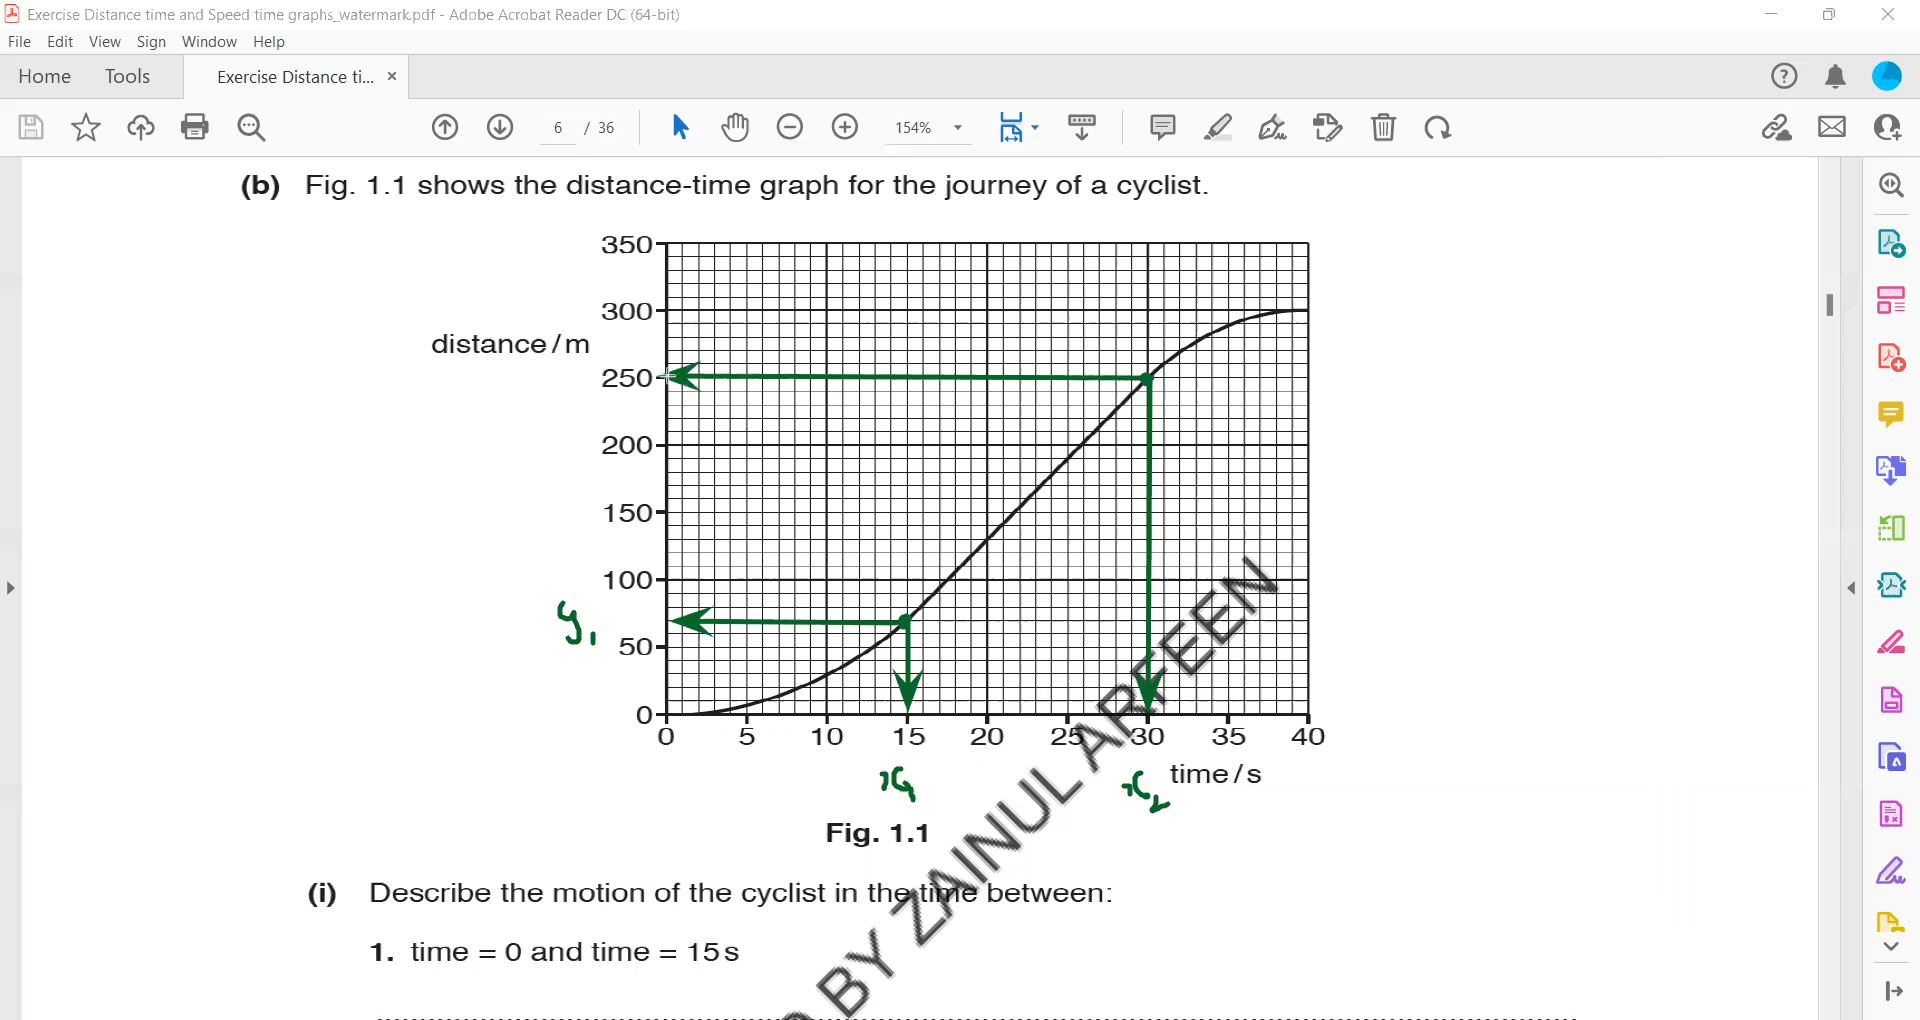 Exercise Distance time and Speed time graphs_watermark.pdf - Adobe Acrobat Reader DC (64-bit)
File Edit View Sign Window Help
Home Tools Exercise Distance ti... ×
6 / 36 154%
(b) Fig. 1.1 shows the distance-time graph for the journey of a cyclist.
350
300
distance / m
250
200
150
100
y₁
50
0
0 5 10 15 20 25 30 35 40
x₁ x₂ time / s
Fig. 1.1
(i) Describe the motion of the cyclist in the time between:
1. time = 0 and time = 15 s
BY ZAINUL ARFEEN